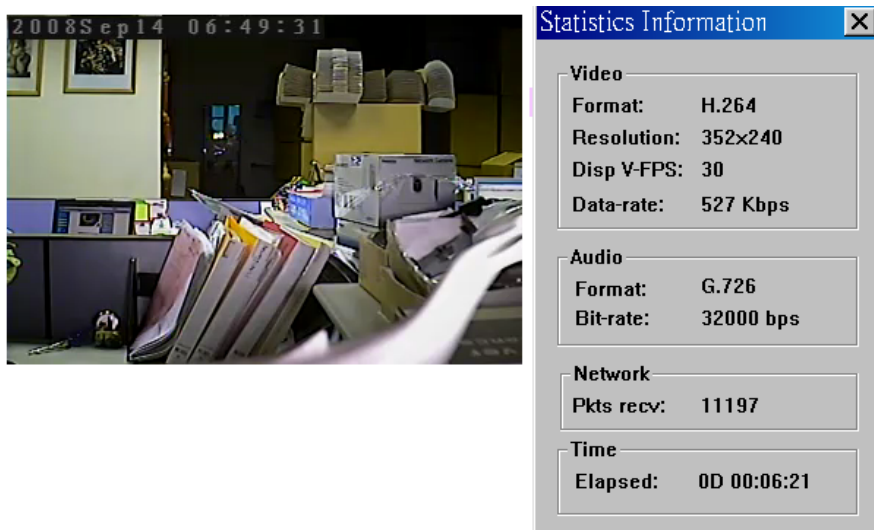 2008Sep14 06:49:31
Statistics Information
Video
Format: H.264
Resolution: 352x240
Disp V-FPS: 30
Data-rate: 527 Kbps
Audio
Format: G.726
Bit-rate: 32000 bps
Network
Pkts recv: 11197
Time
Elapsed: 0D 00:06:21